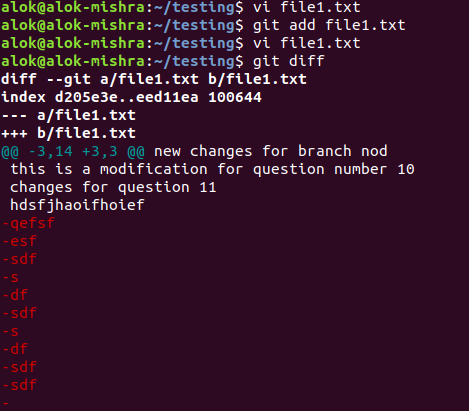 alok@alok-mishra:~/testing$ vi file1.txt
alok@alok-mishra:~/testing$ git add file1.txt
alok@alok-mishra:~/testing$ vi file1.txt
alok@alok-mishra:~/testing$ git diff
diff --git a/file1.txt b/file1.txt
index d205e3e..eed11ea 100644
--- a/file1.txt
+++ b/file1.txt
@@ -3,14 +3,3 @@ new changes for branch nod
 this is a modification for question number 10
 changes for question 11
 hdsfjhaoifhoief
-qefsf
-esf
-sdf
-s
-df
-sdf
-s
-df
-sdf
-sdf
-